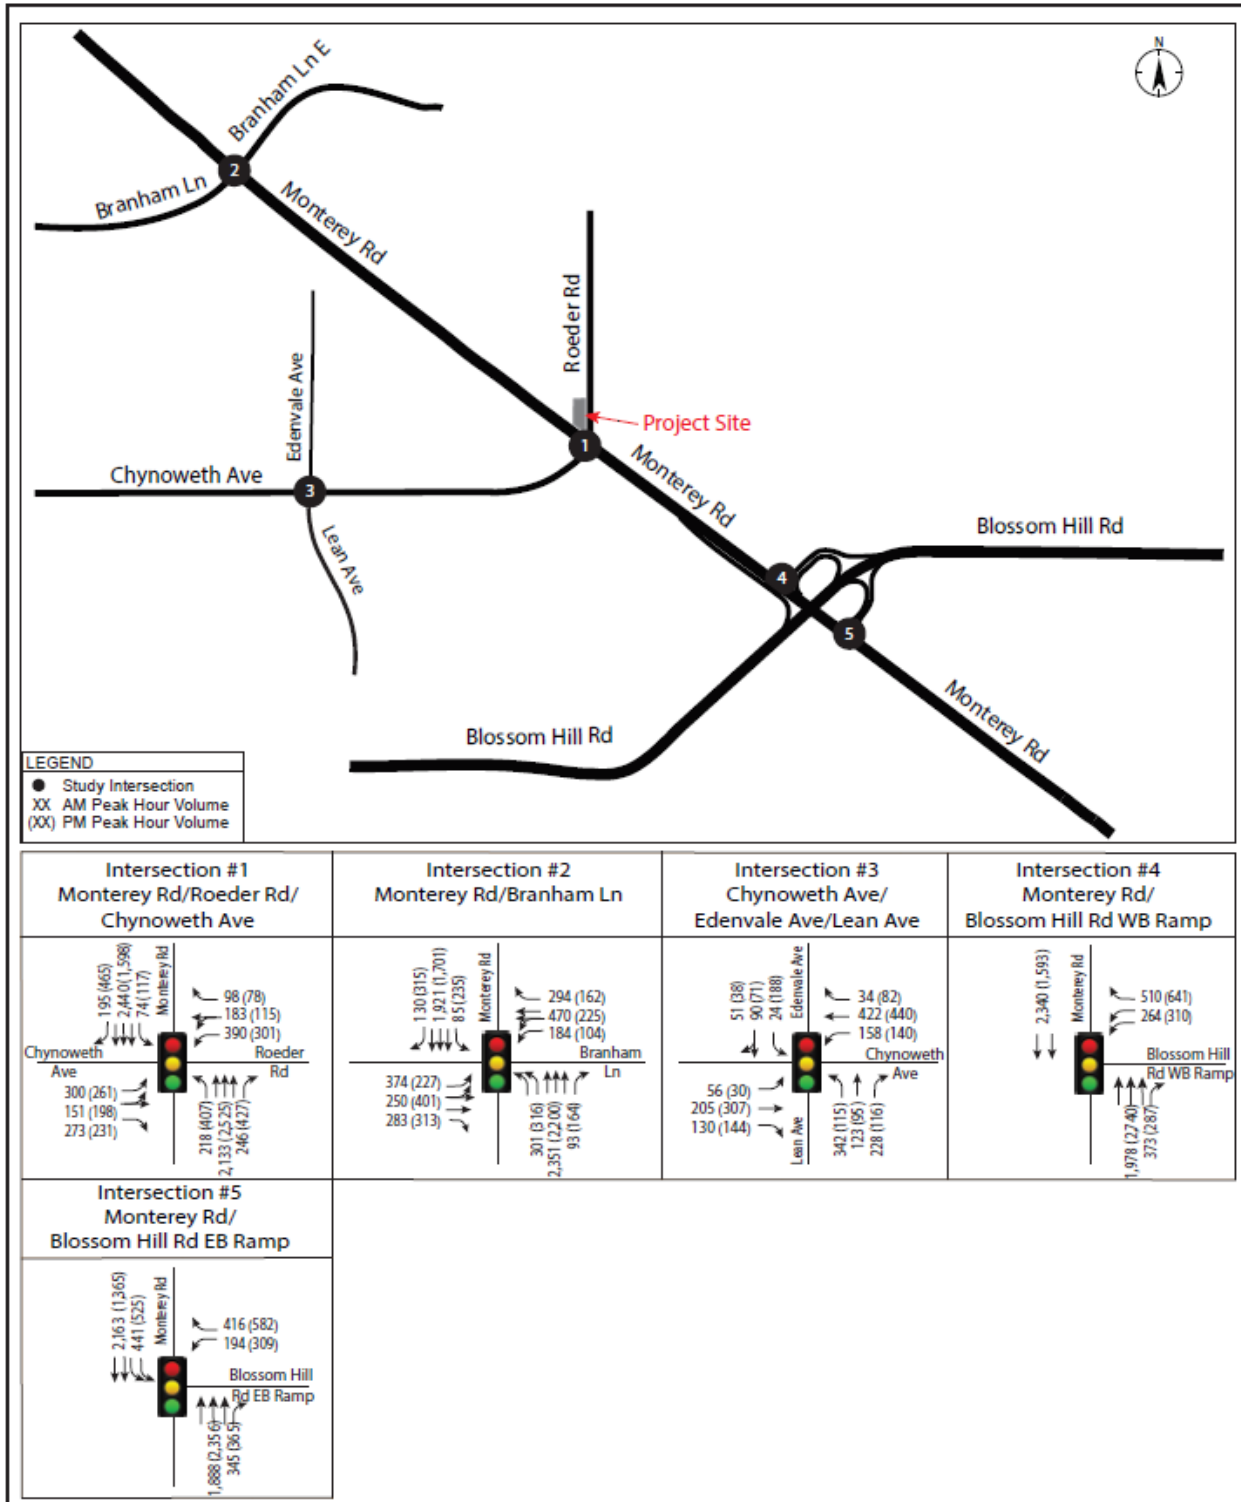 N
Branham Ln E
2
Branham Ln
Monterey Rd
Roeder Rd
Edenvale Ave
Project Site
1
Chynoweth Ave
3
Monterey Rd
Lean Ave
Blossom Hill Rd
4
5
Monterey Rd
Blossom Hill Rd
LEGEND
Study Intersection
XX AM Peak Hour Volume
(XX) PM Peak Hour Volume
Intersection #1
Monterey Rd/Roeder Rd/
Chynoweth Ave
195 (465)
2,440 (1,598)
74 (117)
Monterey Rd
98 (78)
183 (115)
390 (301)
Chynoweth
Ave
Roeder
Rd
300 (261)
151 (198)
273 (231)
218 (407)
2,133 (2,525)
246 (427)
Intersection #2
Monterey Rd/Branham Ln
130 (315)
1,921 (1,701)
85 (235)
Monterey Rd
294 (162)
470 (225)
184 (104)
Branham
Ln
374 (227)
250 (401)
283 (313)
301 (316)
2,351 (2,200)
93 (164)
Intersection #3
Chynoweth Ave/
Edenvale Ave/Lean Ave
51 (38)
90 (71)
24 (188)
Edenvale Ave
34 (82)
422 (440)
158 (140)
Chynoweth
Ave
56 (30)
205 (307)
130 (144)
Lean Ave
342 (115)
123 (95)
228 (116)
Intersection #4
Monterey Rd/
Blossom Hill Rd WB Ramp
2,340 (1,593)
Monterey Rd
510 (641)
264 (310)
Blossom Hill
Rd WB Ramp
1,978 (2,740)
373 (287)
Intersection #5
Monterey Rd/
Blossom Hill Rd EB Ramp
2,163 (1,365)
441 (525)
Monterey Rd
416 (582)
194 (309)
Blossom Hill
Rd EB Ramp
1,888 (2,356)
345 (365)